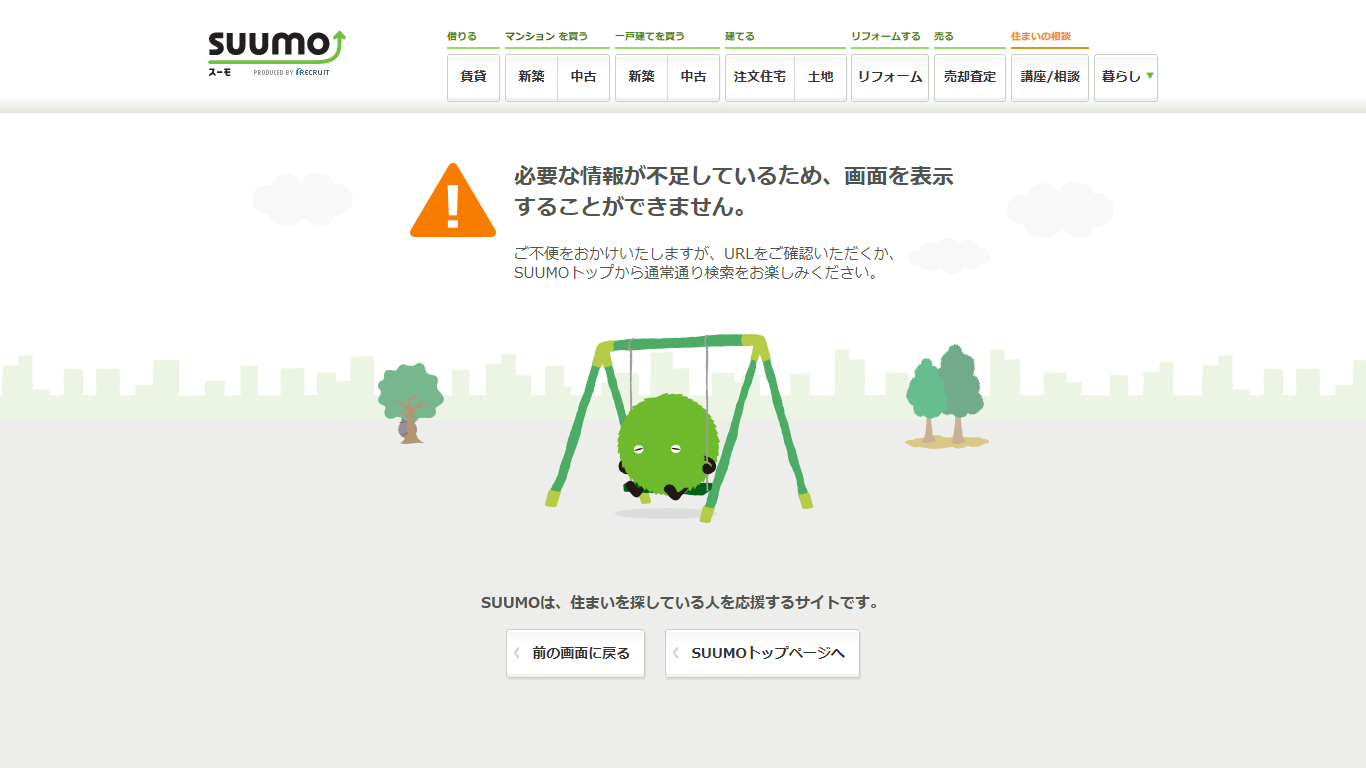 SUUMO
スーモ
PRODUCED BY RECRUIT
借りる
マンション を買う
一戸建てを買う
建てる
リフォームする
売る
住まいの相談
賃貸
新築
中古
新築
中古
注文住宅
土地
リフォーム
売却査定
講座/相談
暮らし
必要な情報が不足しているため、画面を表示
することができません。
ご不便をおかけいたしますが、URLをご確認いただくか、
SUUMOトップから通常通り検索をお楽しみください。
SUUMOは、住まいを探している人を応援するサイトです。
前の画面に戻る
SUUMOトップページへ